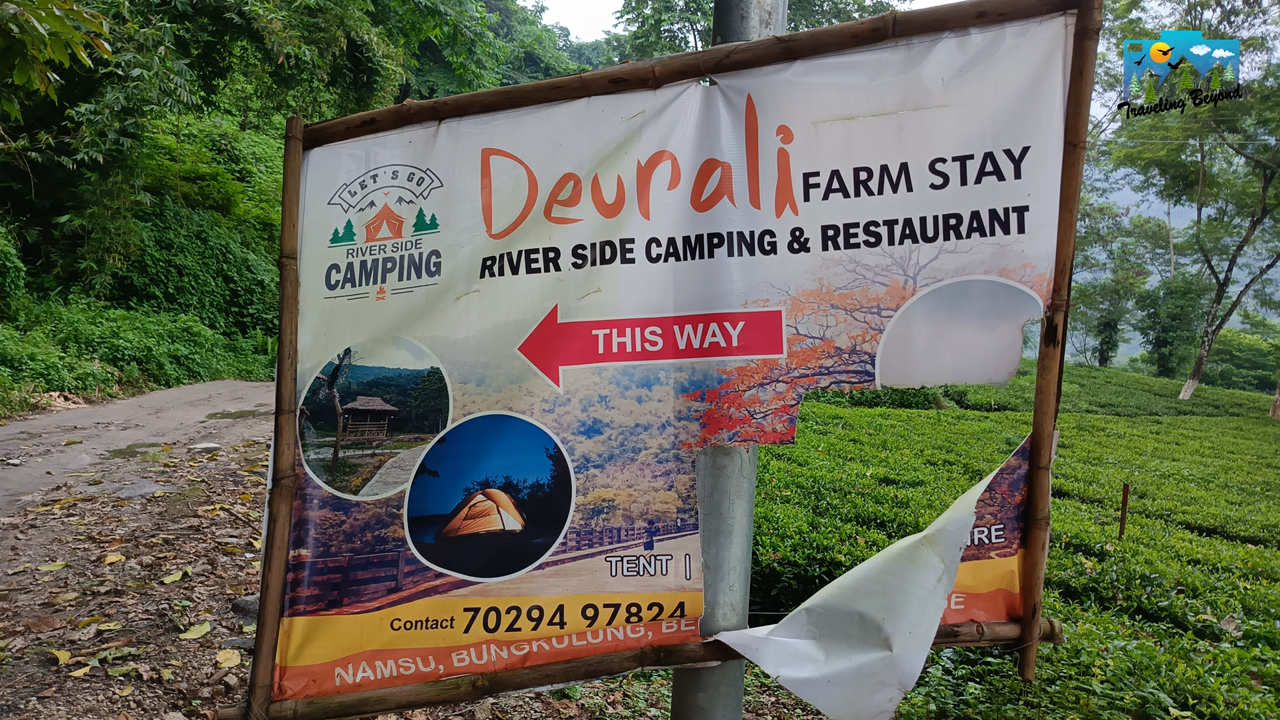 LET'S GO
RIVER SIDE
CAMPING
Deurali FARM STAY
RIVER SIDE CAMPING & RESTAURANT
THIS WAY
TENT |
Contact 70294 97824
NAMSU, BUNGKULUNG, BE
Traveling Beyond